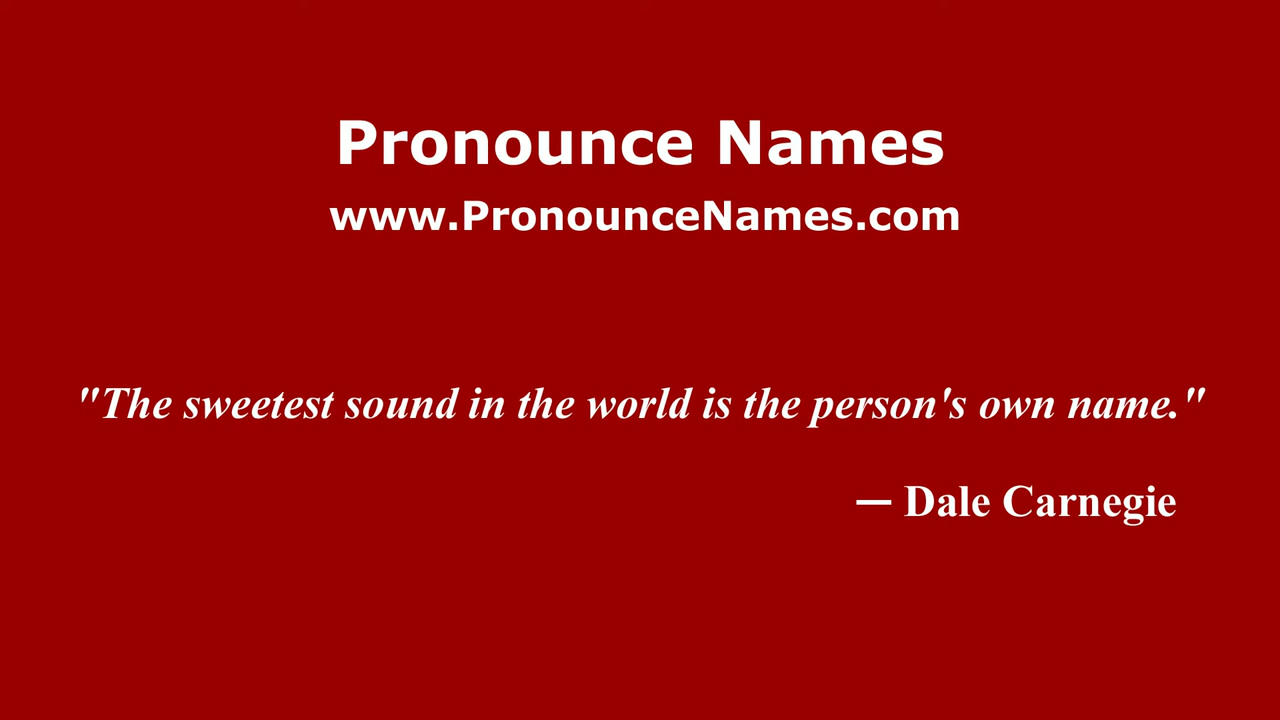 Pronounce Names
www.PronounceNames.com
"The sweetest sound in the world is the person's own name."
— Dale Carnegie